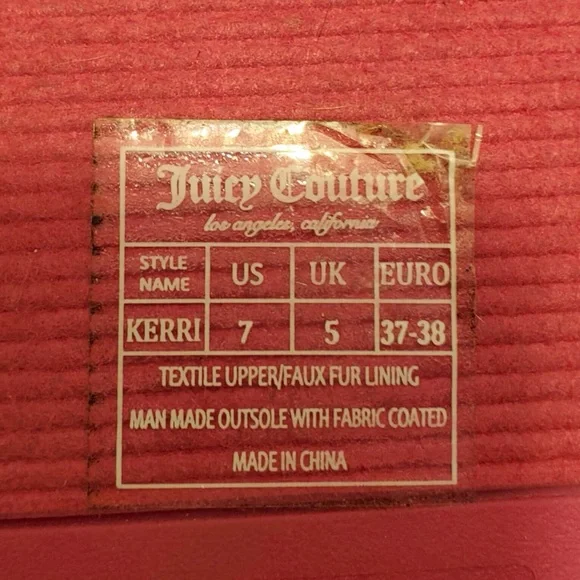 Juicy Couture
los angeles, california
STYLE NAME US UK EURO
KERRI 7 5 37-38
TEXTILE UPPER/FAUX FUR LINING
MAN MADE OUTSOLE WITH FABRIC COATED
MADE IN CHINA